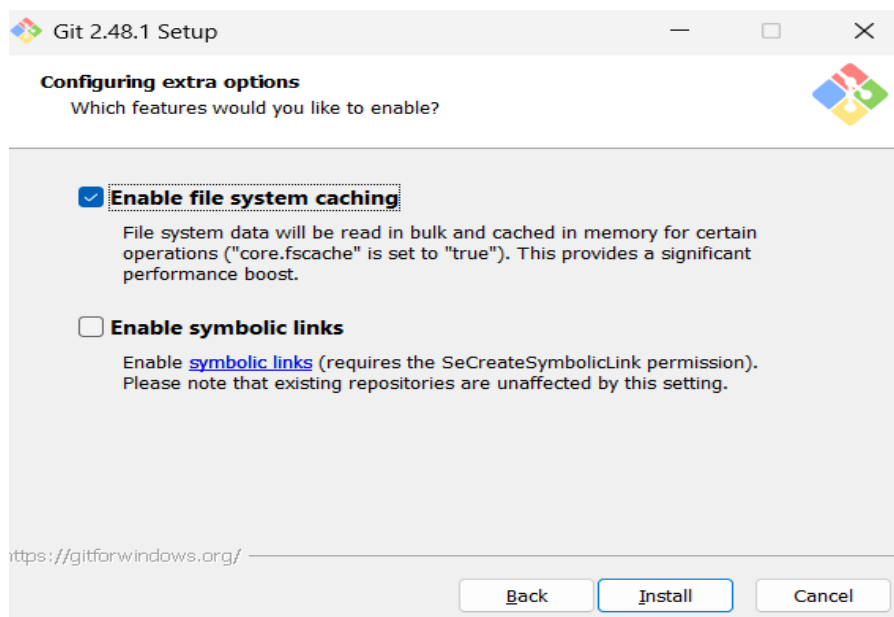 Git 2.48.1 Setup
Configuring extra options
Which features would you like to enable?
Enable file system caching
File system data will be read in bulk and cached in memory for certain
operations ("core.fscache" is set to "true"). This provides a significant
performance boost.
Enable symbolic links
Enable symbolic links (requires the SeCreateSymbolicLink permission).
Please note that existing repositories are unaffected by this setting.
https://gitforwindows.org/
Back
Install
Cancel